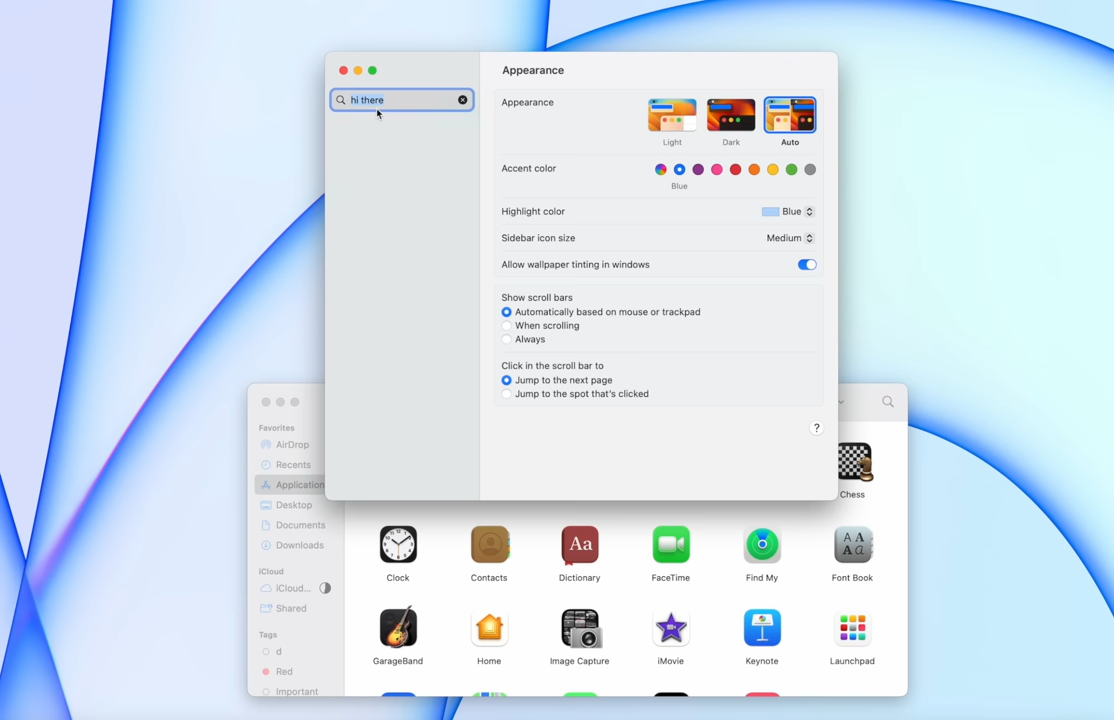 Appearance
hi there
Appearance
Light
Dark
Auto
Accent color
Blue
Highlight color
Blue
Sidebar icon size
Medium
Allow wallpaper tinting in windows
Show scroll bars
Automatically based on mouse or trackpad
When scrolling
Always
Click in the scroll bar to
Jump to the next page
Jump to the spot that's clicked
?
Favorites
AirDrop
Recents
Application
Desktop
Documents
Downloads
iCloud
iCloud...
Shared
Tags
d
Red
Important
Chess
Clock
Contacts
Aa
Dictionary
FaceTime
Find My
AA
Aa
Font Book
GarageBand
Home
Image Capture
iMovie
Keynote
Launchpad